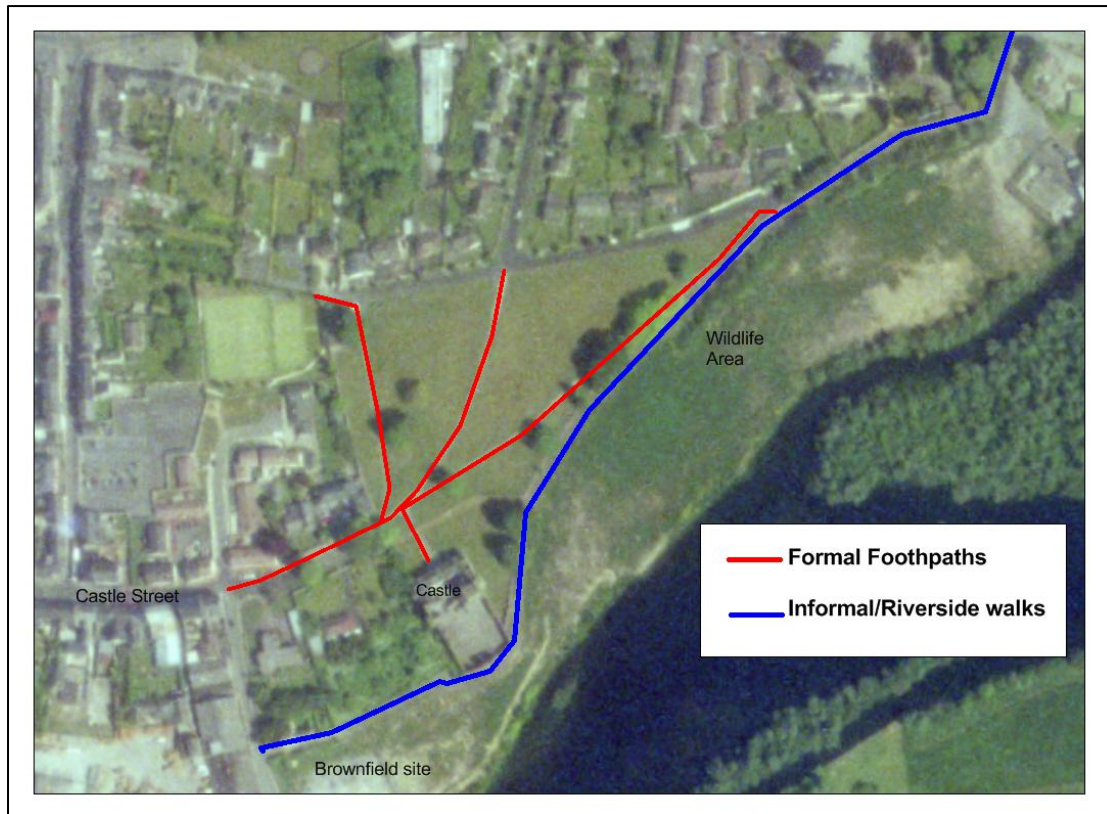 Wildlife
Area
Formal Foothpaths
Castle Street
Castle
Informal/Riverside walks
Brownfield site